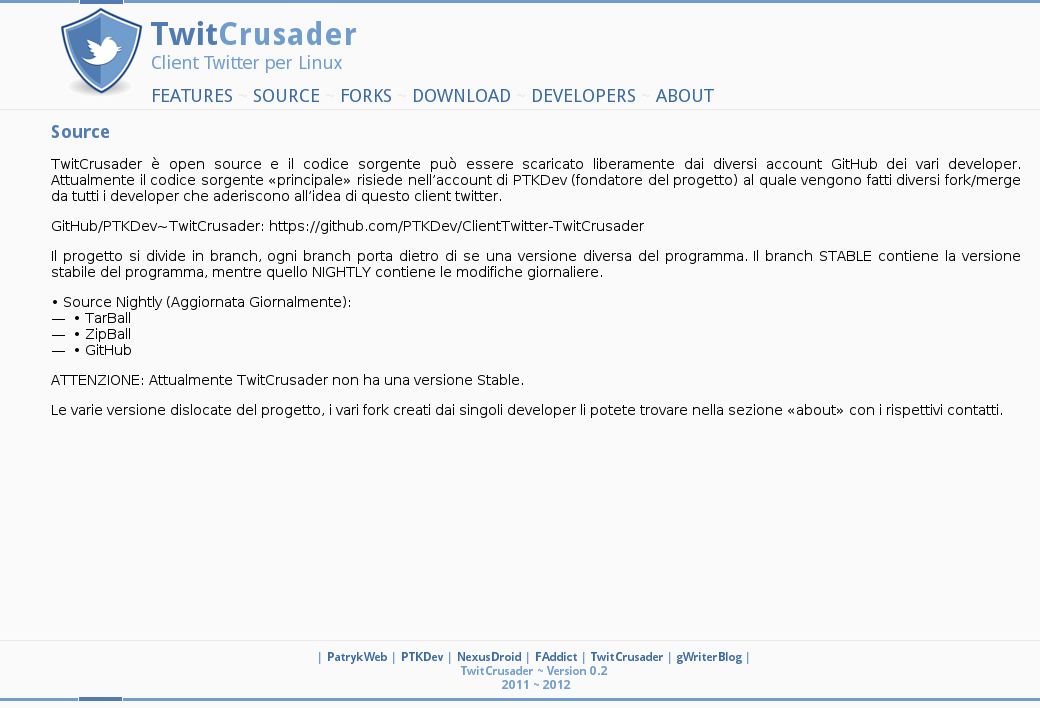 TwitCrusader
Client Twitter per Linux
FEATURES ~ SOURCE ~ FORKS ~ DOWNLOAD ~ DEVELOPERS ~ ABOUT
Source
TwitCrusader è open source e il codice sorgente può essere scaricato liberamente dai diversi account GitHub dei vari developer.
Attualmente il codice sorgente «principale» risiede nell’account di PTKDev (fondatore del progetto) al quale vengono fatti diversi fork/merge
da tutti i developer che aderiscono all’idea di questo client twitter.
GitHub/PTKDev~TwitCrusader: https://github.com/PTKDev/ClientTwitter-TwitCrusader
Il progetto si divide in branch, ogni branch porta dietro di se una versione diversa del programma. Il branch STABLE contiene la versione
stabile del programma, mentre quello NIGHTLY contiene le modifiche giornaliere.
• Source Nightly (Aggiornata Giornalmente):
— • TarBall
— • ZipBall
— • GitHub
ATTENZIONE: Attualmente TwitCrusader non ha una versione Stable.
Le varie versione dislocate del progetto, i vari fork creati dai singoli developer li potete trovare nella sezione «about» con i rispettivi contatti.
| PatrykWeb | PTKDev | NexusDroid | FAddict | TwitCrusader | gWriterBlog |
TwitCrusader ~ Version 0.2
2011 ~ 2012